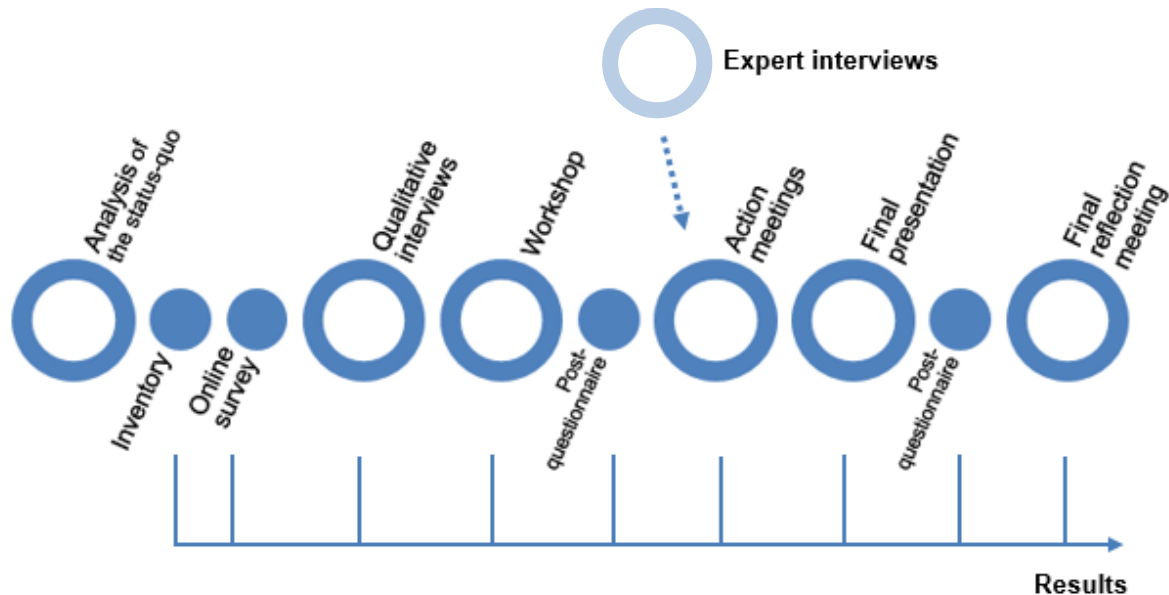 Expert interviews
Analysis of
the status-quo
Inventory
Online
survey
Qualitative
interviews
Workshop
Post-
questionnaire
Action
meetings
Final
presentation
Post-
questionnaire
Final
reflection
meeting
Results